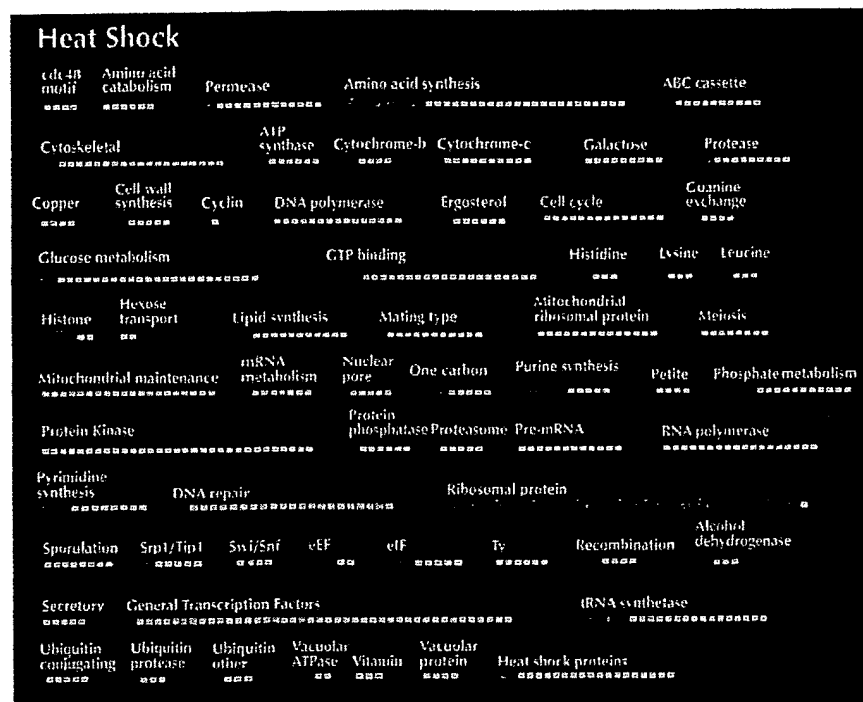 Heat Shock
cdc48 motif
Amino acid catabolism
Permease
Amino acid synthesis
ABC cassette
Cytoskeletal
ATP synthase
Cytochrome-b
Cytochrome-c
Galactose
Protease
Copper
Cell wall synthesis
Cyclin
DNA polymerase
Ergosterol
Cell cycle
Guanine exchange
Glucose metabolism
GTP binding
Histidine
Lysine
Leucine
Histone
Hexose transport
Lipid synthesis
Mating type
Mitochondrial ribosomal protein
Meiosis
Mitochondrial maintenance
mRNA metabolism
Nuclear pore
One carbon
Purine synthesis
Petite
Phosphate metabolism
Protein Kinase
Protein phosphatase
Proteasome
Pre-mRNA
RNA polymerase
Pyrimidine synthesis
DNA repair
Ribosomal protein
Sporulation
Srp1/Tip1
Swi/Snf
eEF
eIF
Ty
Recombination
Alcohol dehydrogenase
Secretory
General Transcription Factors
tRNA synthetase
Ubiquitin conjugating
Ubiquitin protease
Ubiquitin other
Vacuolar ATPase
Vitamin
Vacuolar protein
Heat shock proteins